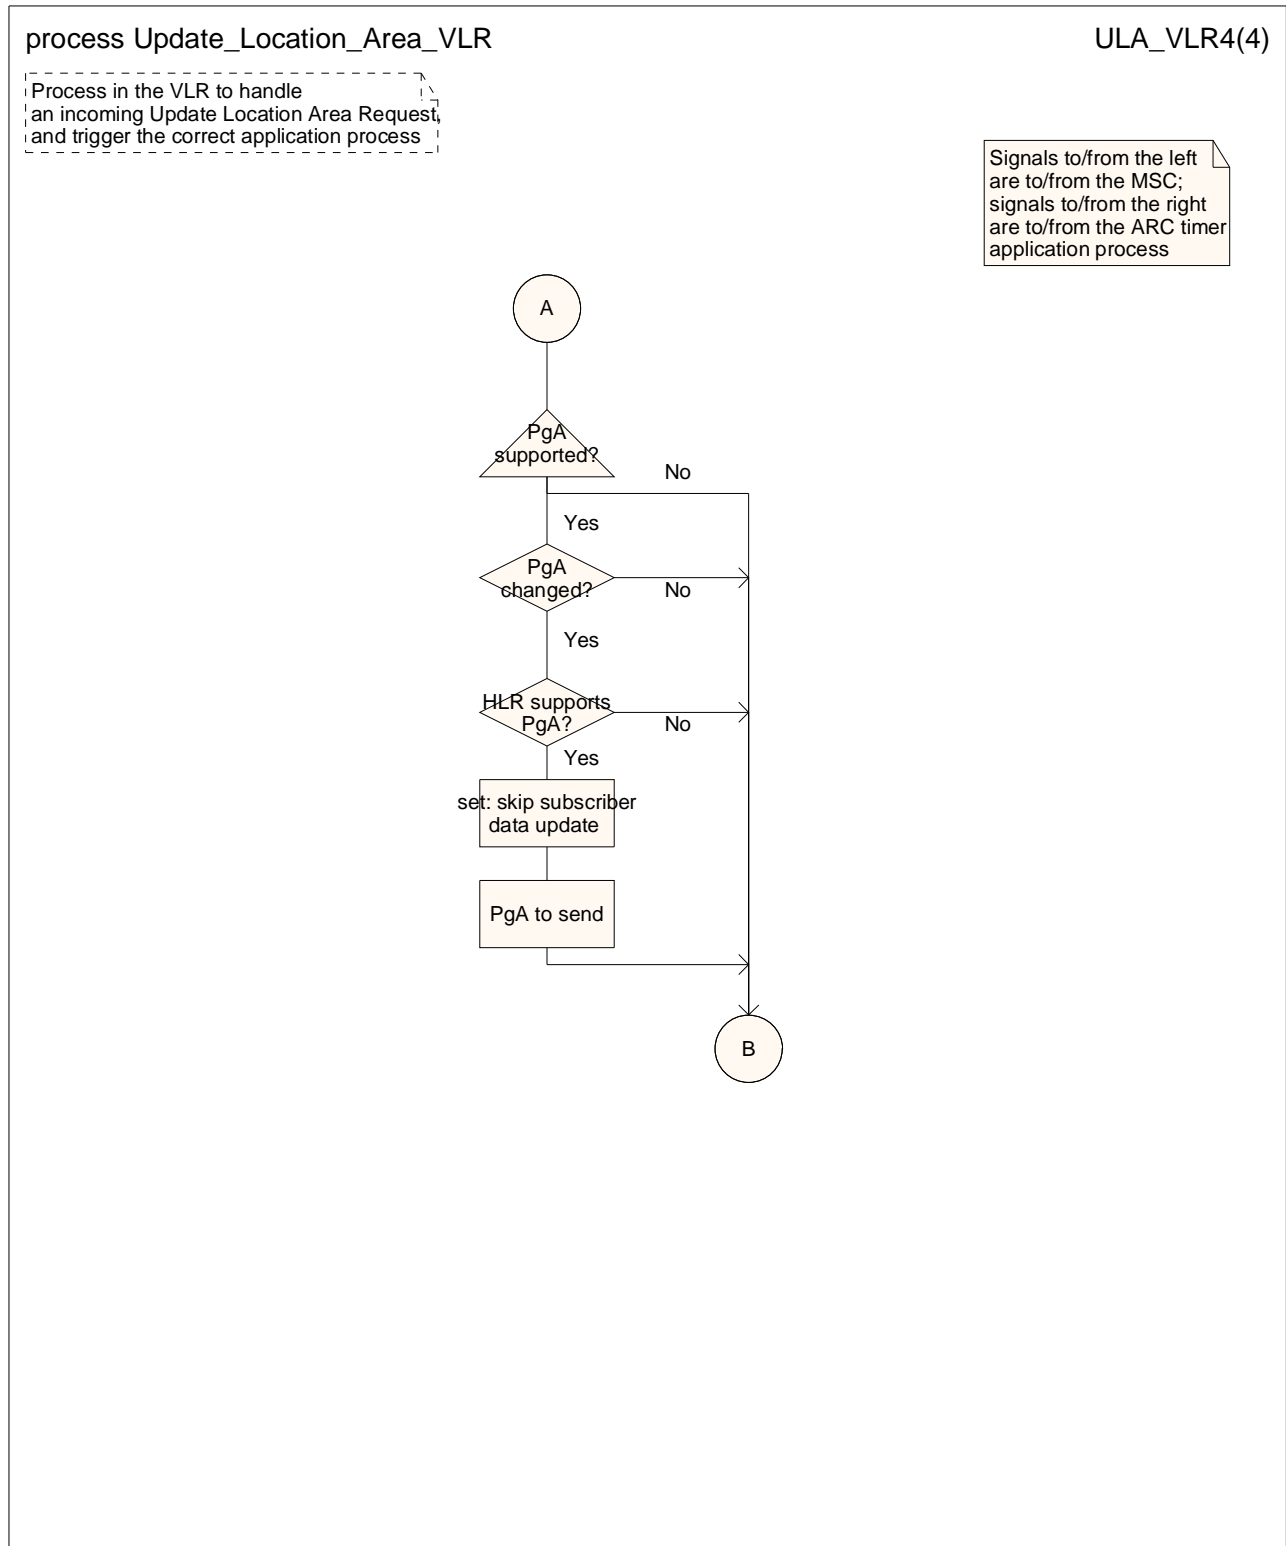 process Update_Location_Area_VLR
ULA_VLR4(4)
Process in the VLR to handle
an incoming Update Location Area Request,
and trigger the correct application process
Signals to/from the left
are to/from the MSC;
signals to/from the right
are to/from the ARC timer
application process
A
PgA
supported?
No
Yes
PgA
changed?
No
Yes
HLR supports
PgA?
No
Yes
set: skip subscriber
data update
PgA to send
B